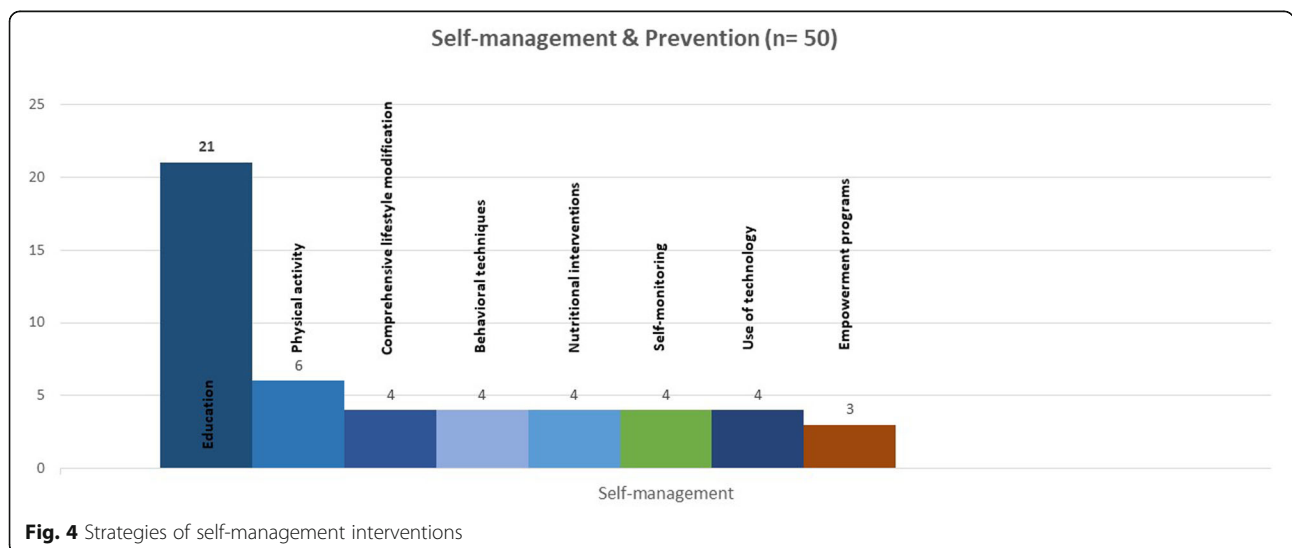 Self-management & Prevention (n= 50)
25
20
15
10
5
0
21
6
4
4
4
4
4
3
Education
Physical activity
Comprehensive lifestyle modification
Behavioral techniques
Nutritional interventions
Self-monitoring
Use of technology
Empowerment programs
Self-management
Fig. 4 Strategies of self-management interventions